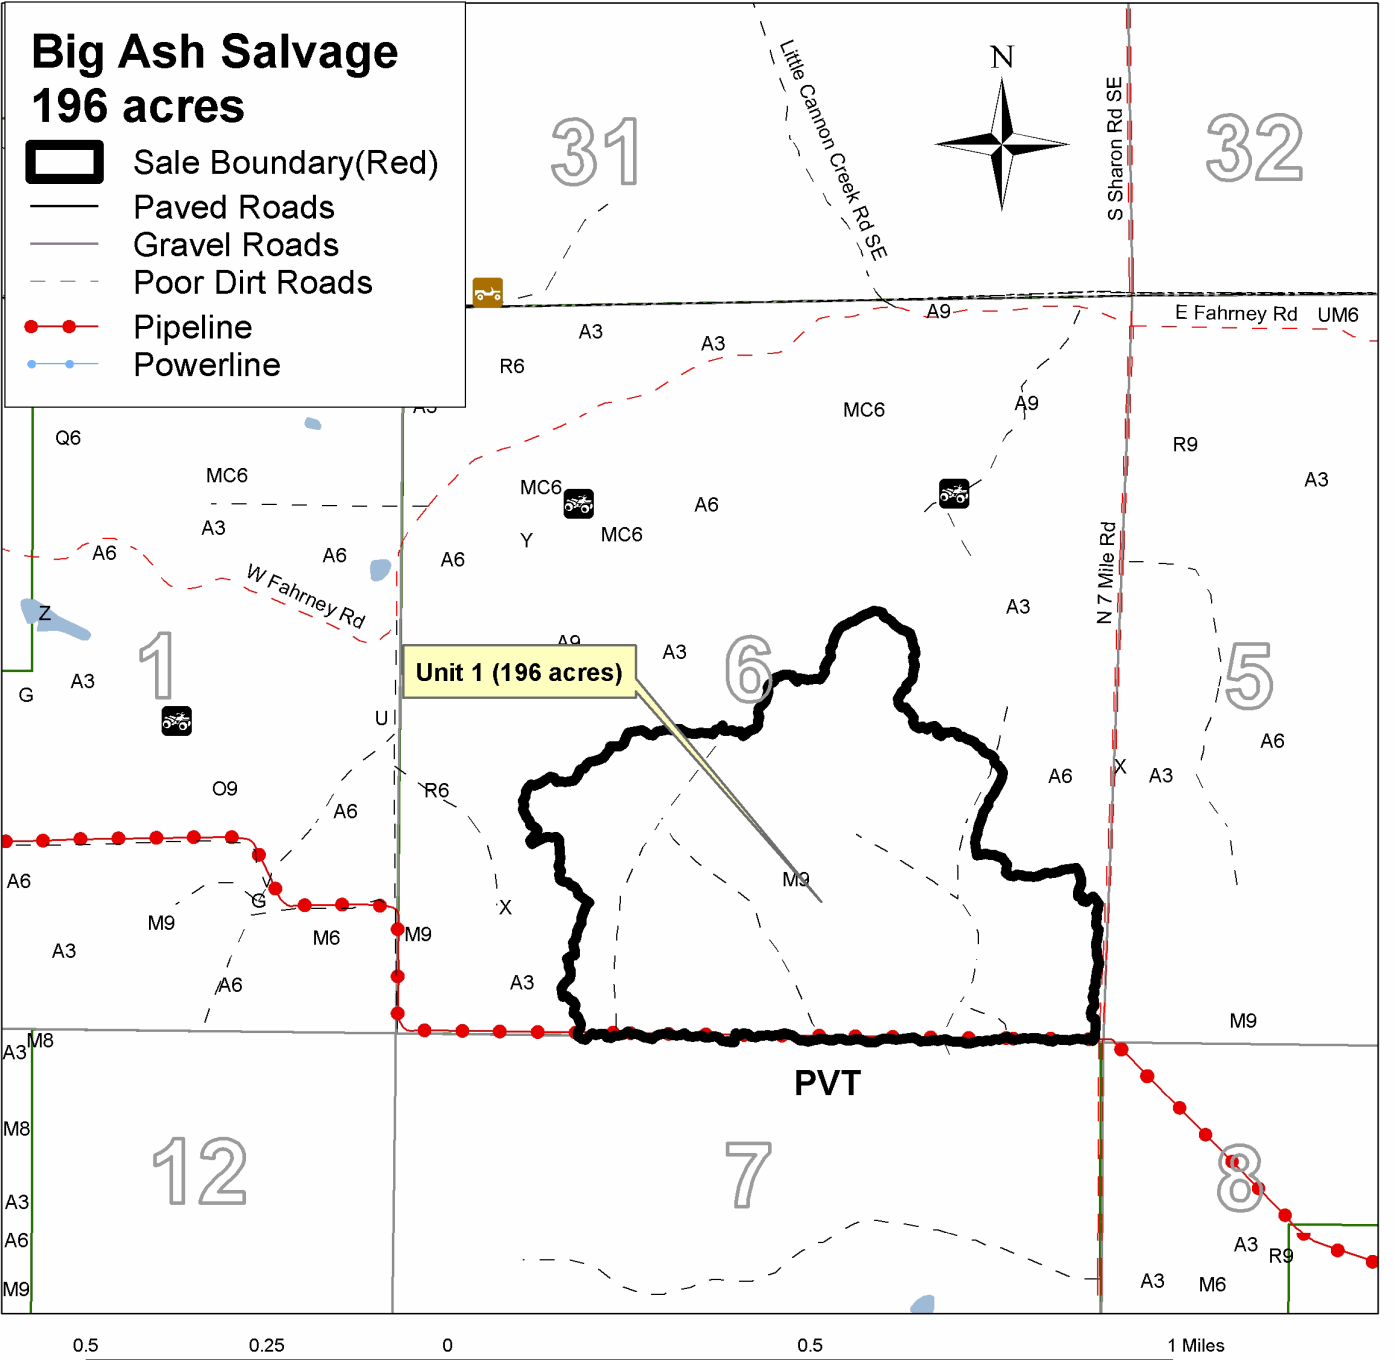 Big Ash Salvage
196 acres
Sale Boundary(Red)
Paved Roads
Gravel Roads
Poor Dirt Roads
Pipeline
Powerline
N
31
32
Little Cannon Creek Rd SE
S Sharon Rd SE
A9
E Fahrney Rd
UM6
A3
A3
R6
A3
MC6
A9
Q6
R9
MC6
MC6
A3
A6
A3
MC6
Y
A6
A6
A6
N 7 Mile Rd
W Fahrney Rd
A3
Z
A9
1
A3
6
5
Unit 1 (196 acres)
G
A3
U
A6
X
A6
A3
O9
R6
A6
M9
A6
V
G
X
M9
M6
M9
A3
A3
A6
M9
M8
A3
PVT
M8
12
7
8
A3
A6
A3
R9
M9
A3
M6
0.5
0.25
0
0.5
1 Miles